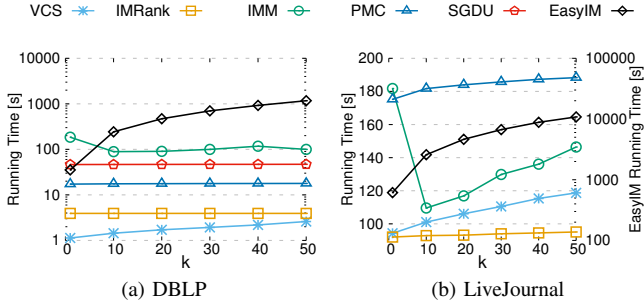 VCS IMRank IMM PMC SGDU EasyIM
10000
1000
100
10
1
0 10 20 30 40 50
Running Time [s]
k
(a) DBLP
200
180
160
140
120
100
100000
10000
1000
100
0 10 20 30 40 50
Running Time [s]
EasyIM Running Time [s]
k
(b) LiveJournal